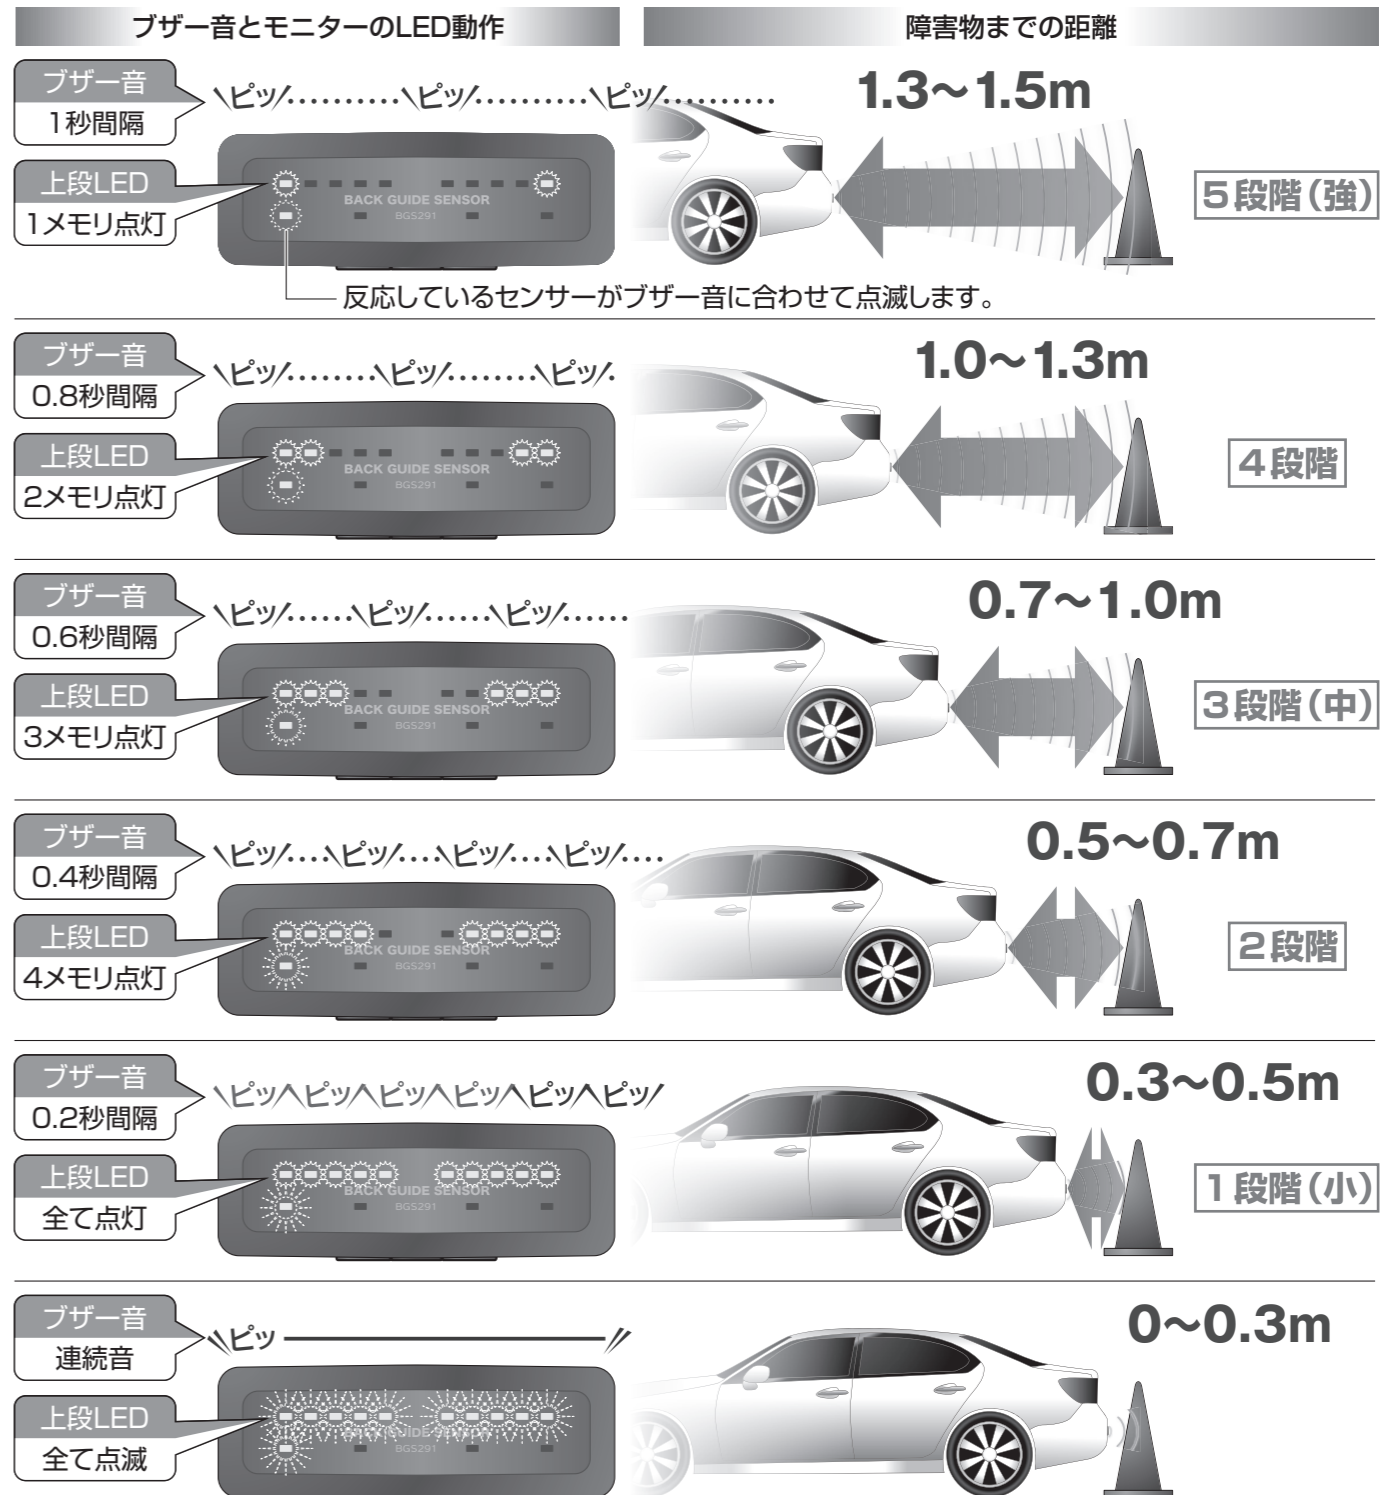 ブザー音とモニターのLED動作
障害物までの距離
ブザー音
1秒間隔
ピッ ピッ ピッ
1.3〜1.5m
上段LED
1メモリ点灯
BACK GUIDE SENSOR
BGS291
5段階(強)
反応しているセンサーがブザー音に合わせて点滅します。
ブザー音
0.8秒間隔
ピッ ピッ ピッ
1.0〜1.3m
上段LED
2メモリ点灯
BACK GUIDE SENSOR
BGS291
4段階
ブザー音
0.6秒間隔
ピッ ピッ ピッ
0.7〜1.0m
上段LED
3メモリ点灯
BACK GUIDE SENSOR
BGS291
3段階(中)
ブザー音
0.4秒間隔
ピッ ピッ ピッ ピッ
0.5〜0.7m
上段LED
4メモリ点灯
BACK GUIDE SENSOR
BGS291
2段階
ブザー音
0.2秒間隔
ピッ ピッ ピッ ピッ ピッ ピッ
0.3〜0.5m
上段LED
全て点灯
BACK GUIDE SENSOR
BGS291
1段階(小)
ブザー音
連続音
ピッ
0〜0.3m
上段LED
全て点滅
BACK GUIDE SENSOR
BGS291